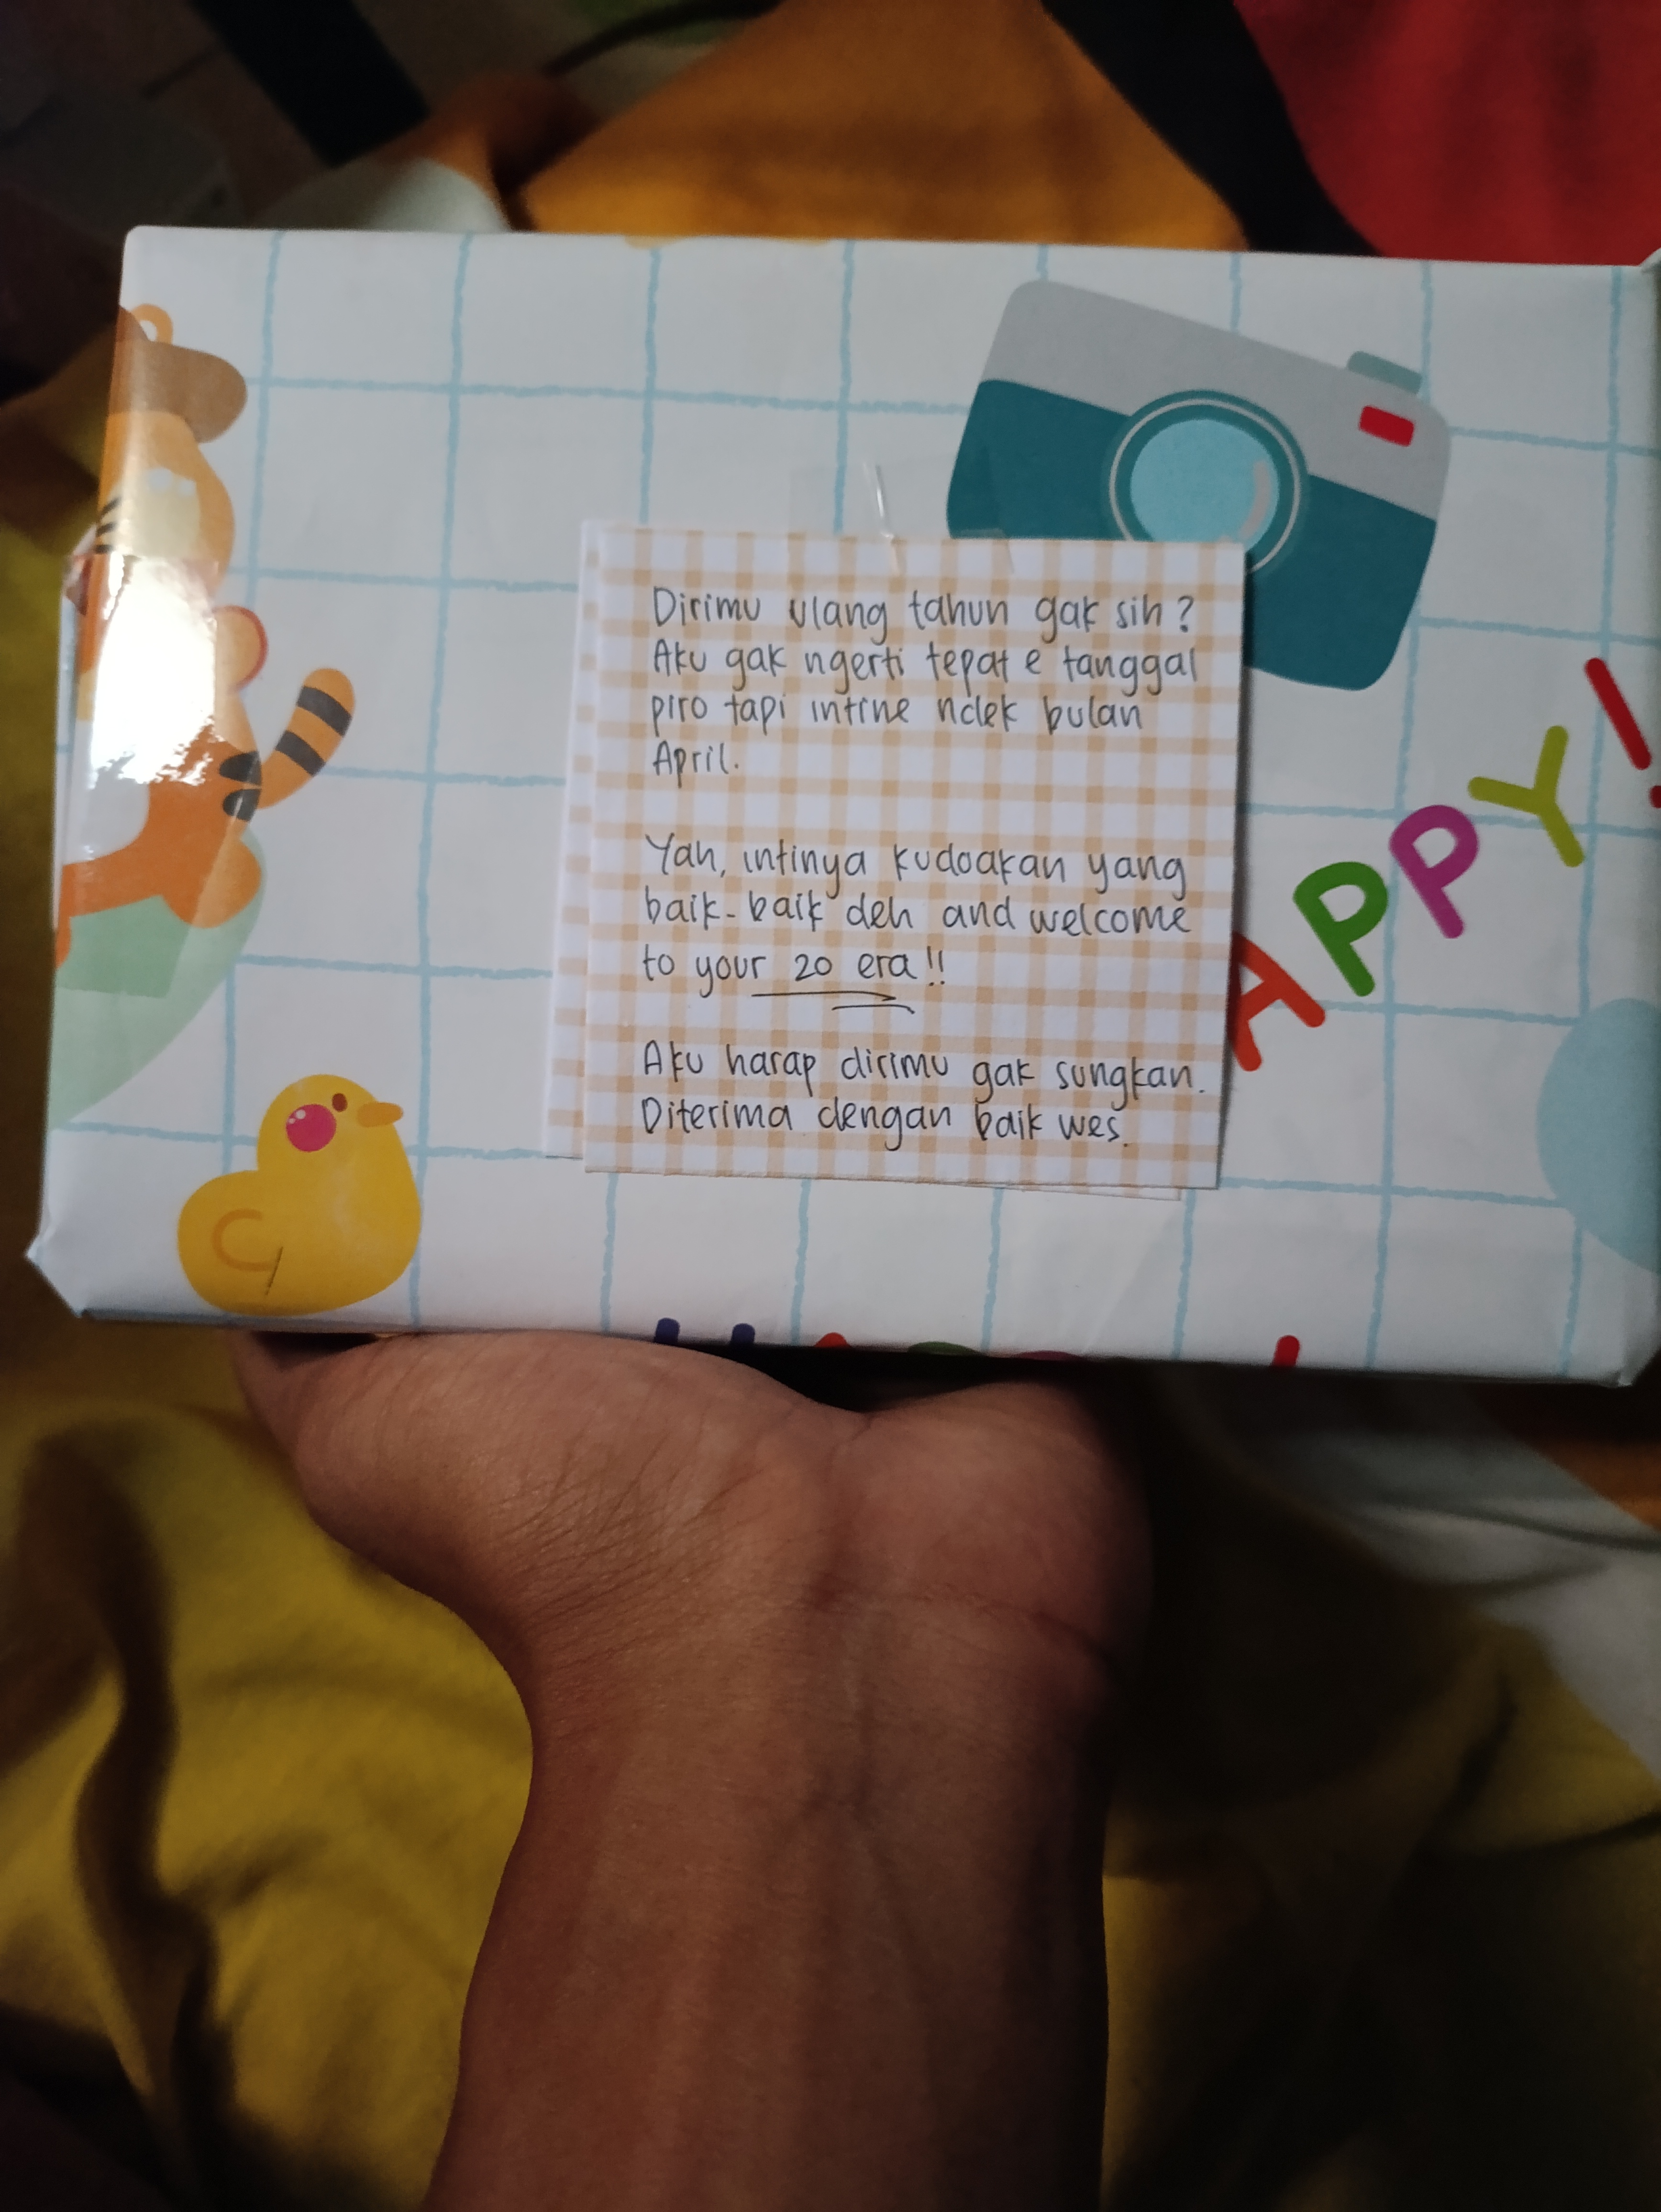 Dirimu ulang tahun gak sih?
Aku gak ngerti tepat e tanggal
piro tapi intine ndek bulan
April.
Yah, intinya kudoakan yang
baik-baik deh and welcome
to your 20 era!!
Aku harap dirimu gak sungkan.
Diterima dengan baik wes.
APPY!